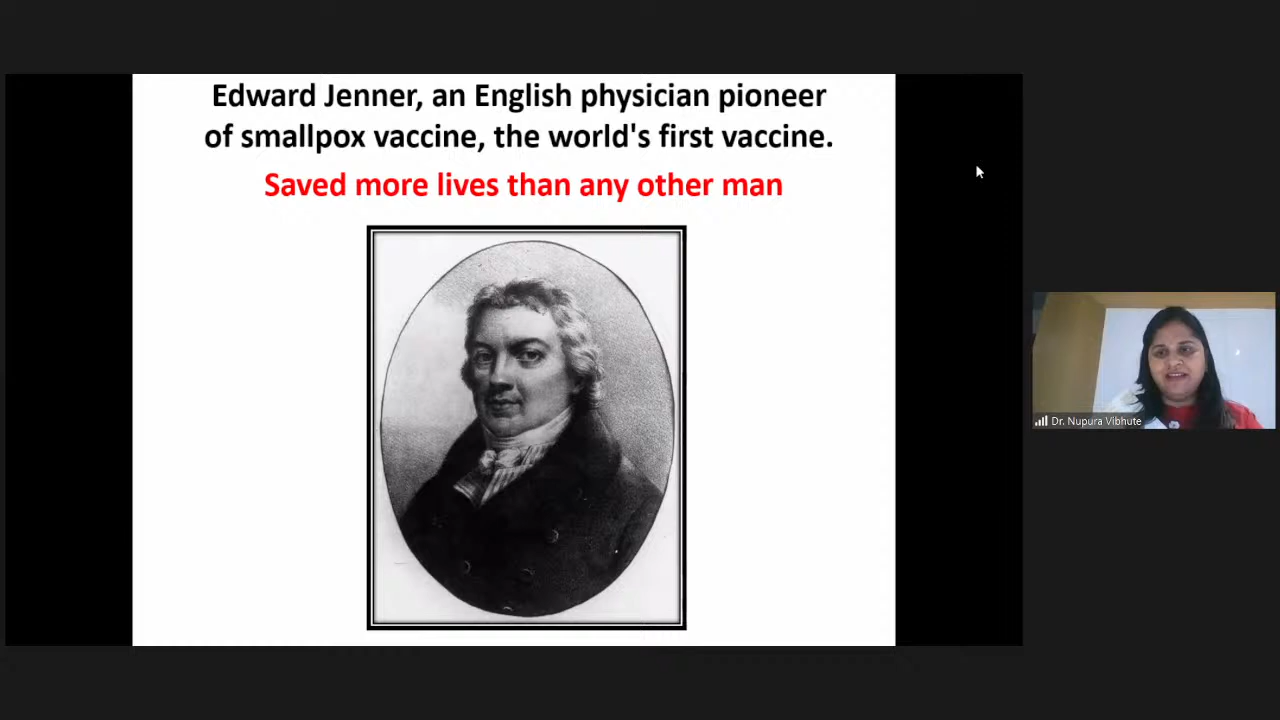 Edward Jenner, an English physician pioneer
of smallpox vaccine, the world's first vaccine.
Saved more lives than any other man
Dr. Nupura Vibhute